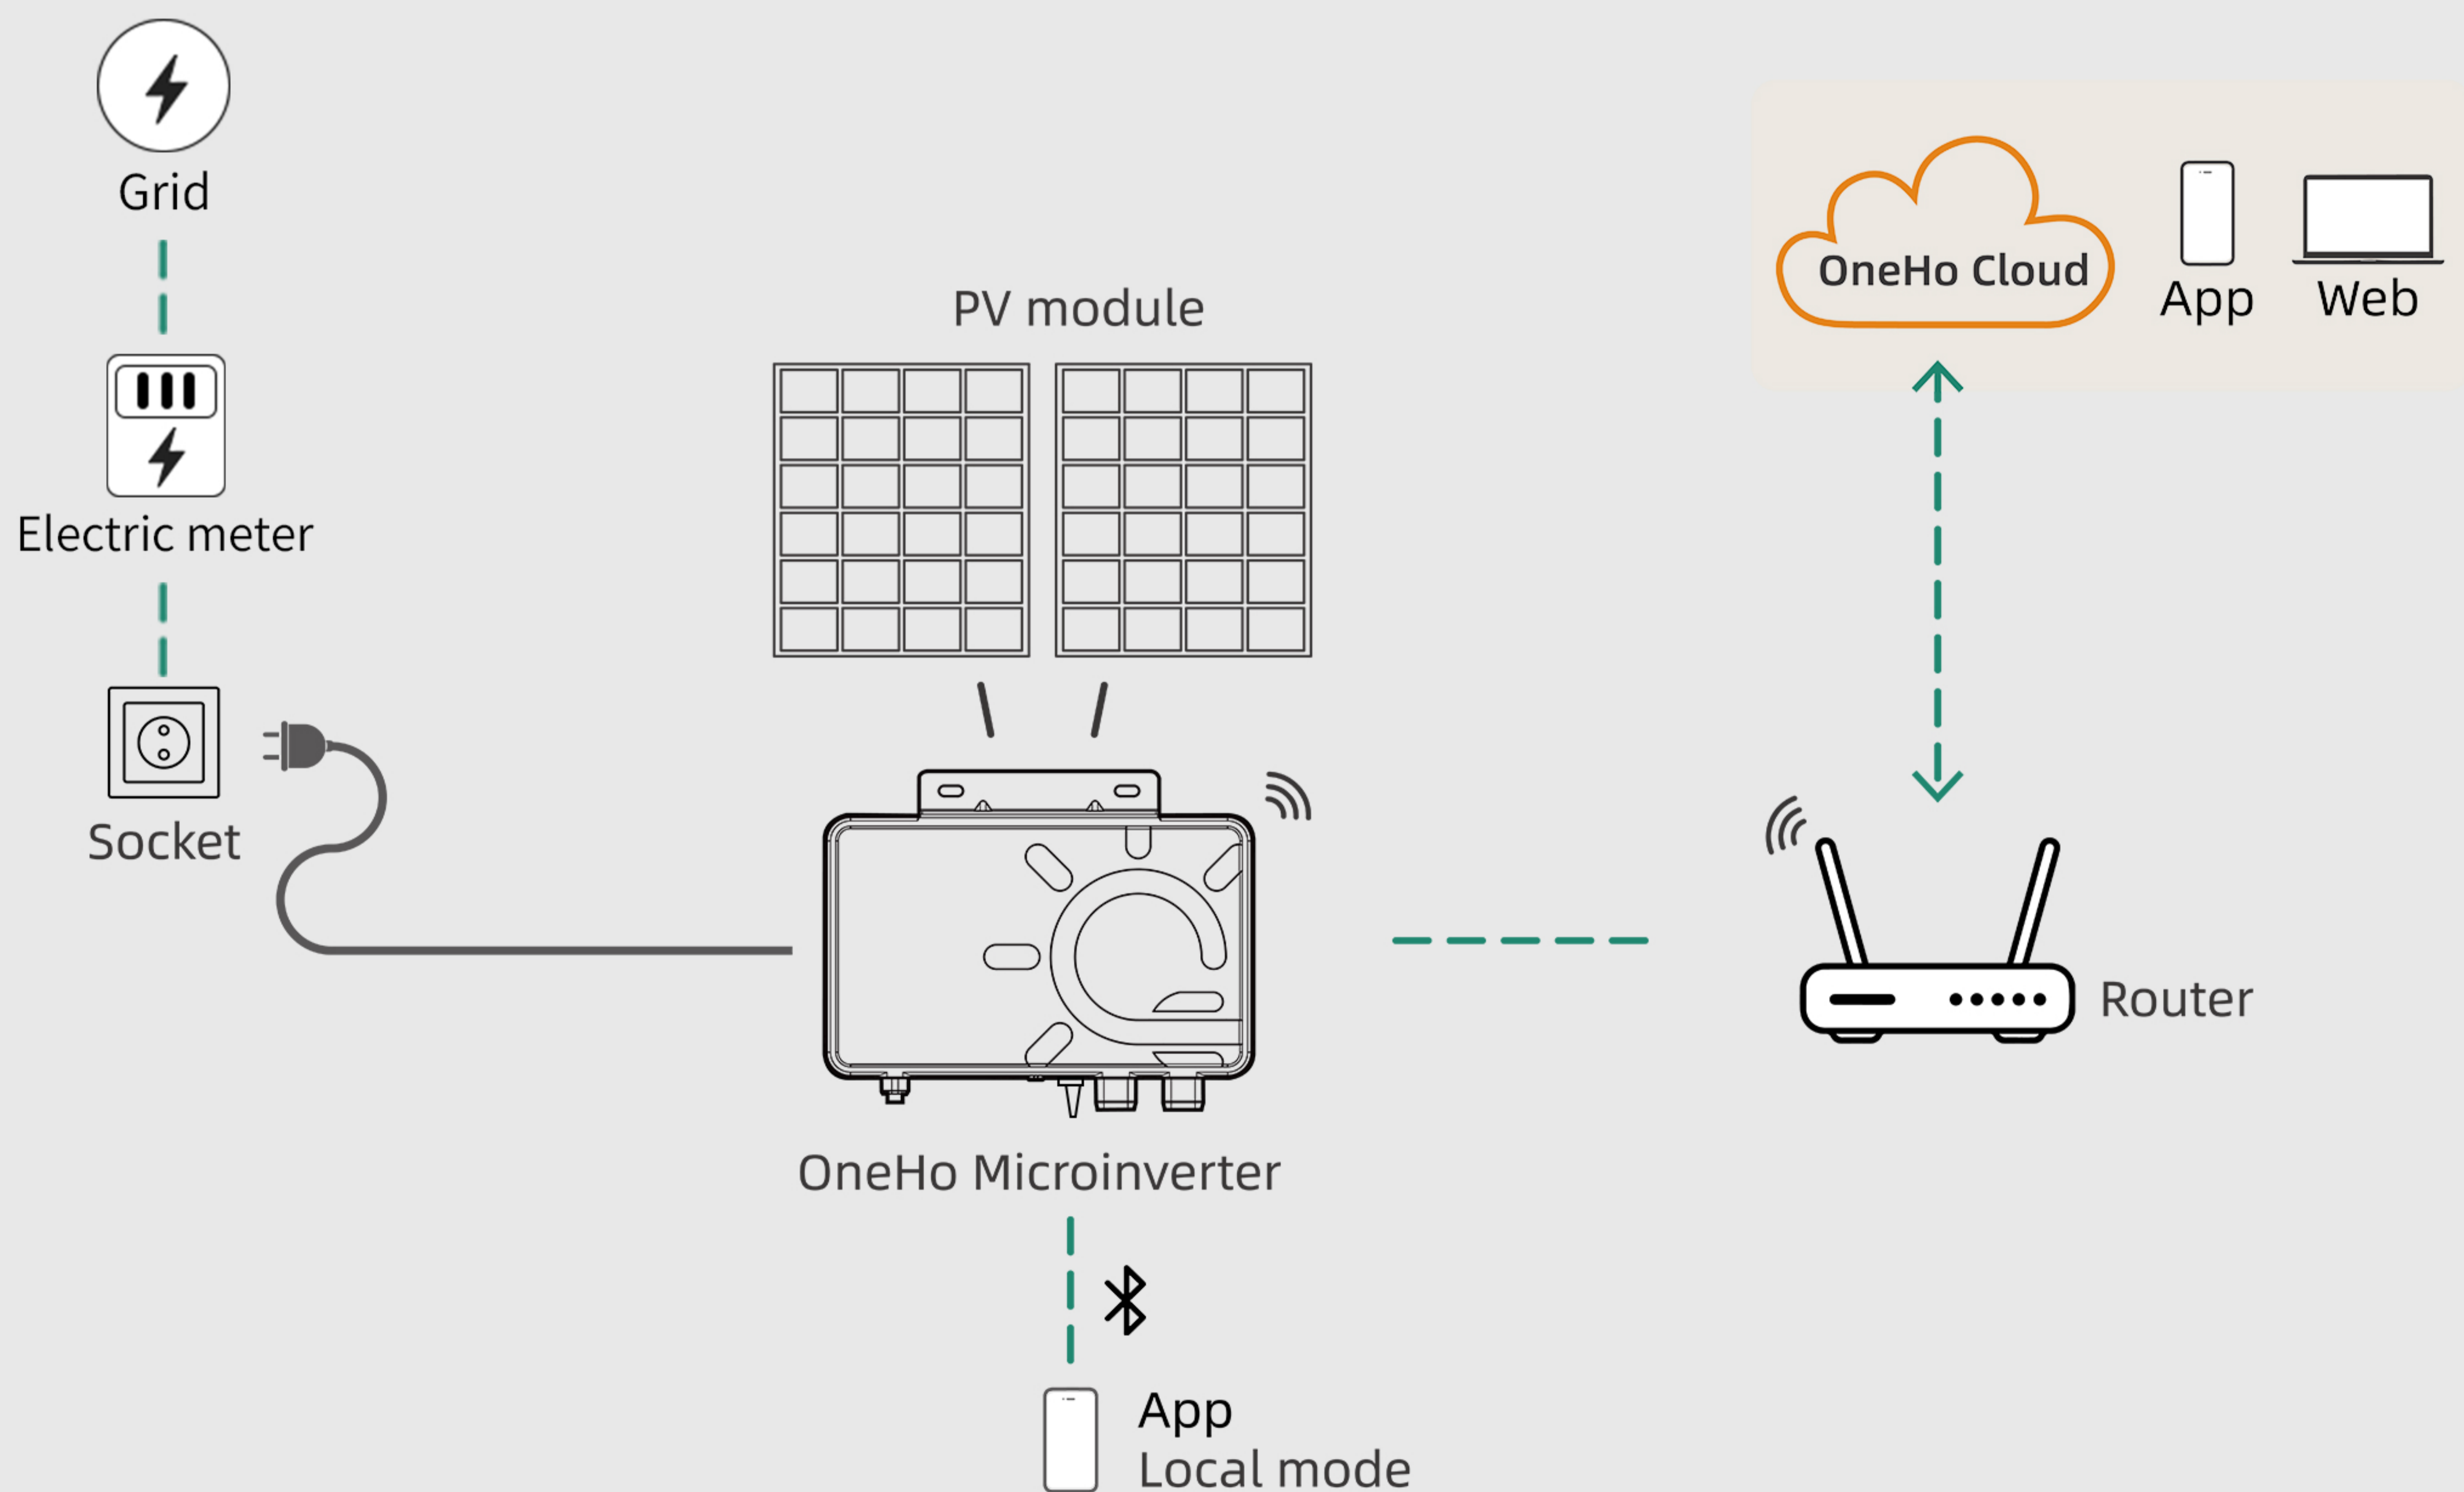 Grid
Electric meter
Socket
PV module
OneHo Microinverter
App
Local mode
OneHo Cloud
App
Web
Router